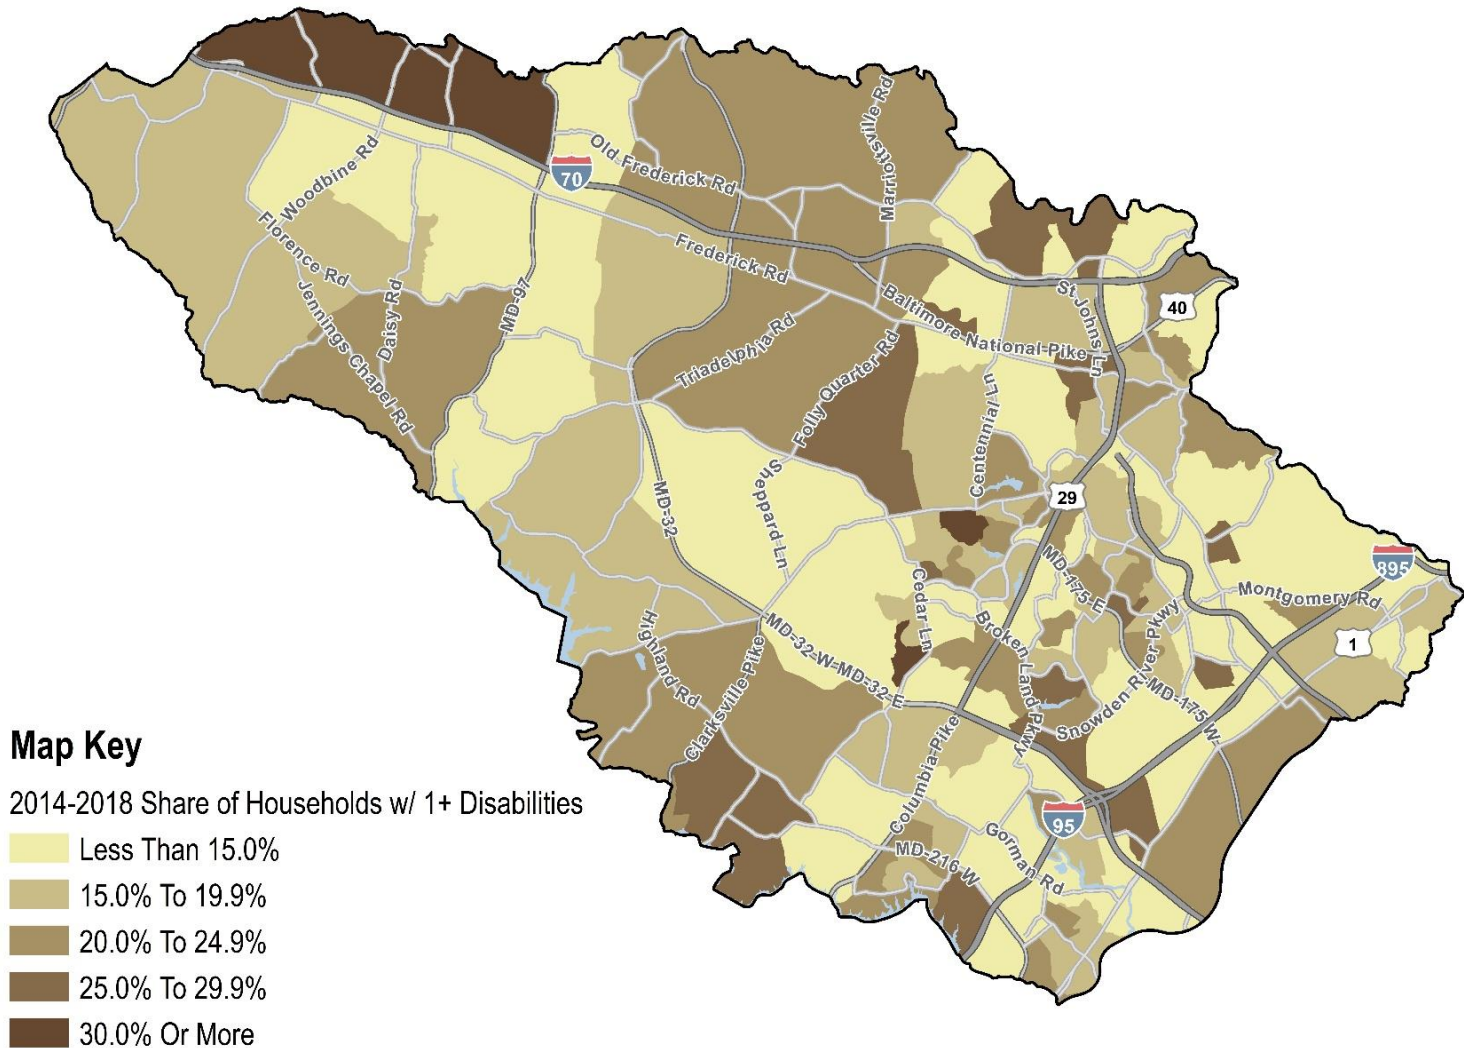 Old Frederick Rd
70
Marriottsville Rd
Woodbine Rd
Florence Rd
Jennings Chapel Rd
Daisy Rd
MD-97
Frederick Rd
Baltimore National Pike
St Johns Ln
40
Triadelphia Rd
Folly Quarter Rd
Centennial Ln
Sheppard Ln
MD-32
29
MD-175 E
Cedar Ln
Broken Land Pkwy
Snowden River Pkwy
Montgomery Rd
895
1
MD-175 W
Highland Rd
Clarksville Pike
MD-32 W
MD-32 E
Columbia Pike
95
Gorman Rd
MD-216 W
Map Key
2014-2018 Share of Households w/ 1+ Disabilities
Less Than 15.0%
15.0% To 19.9%
20.0% To 24.9%
25.0% To 29.9%
30.0% Or More